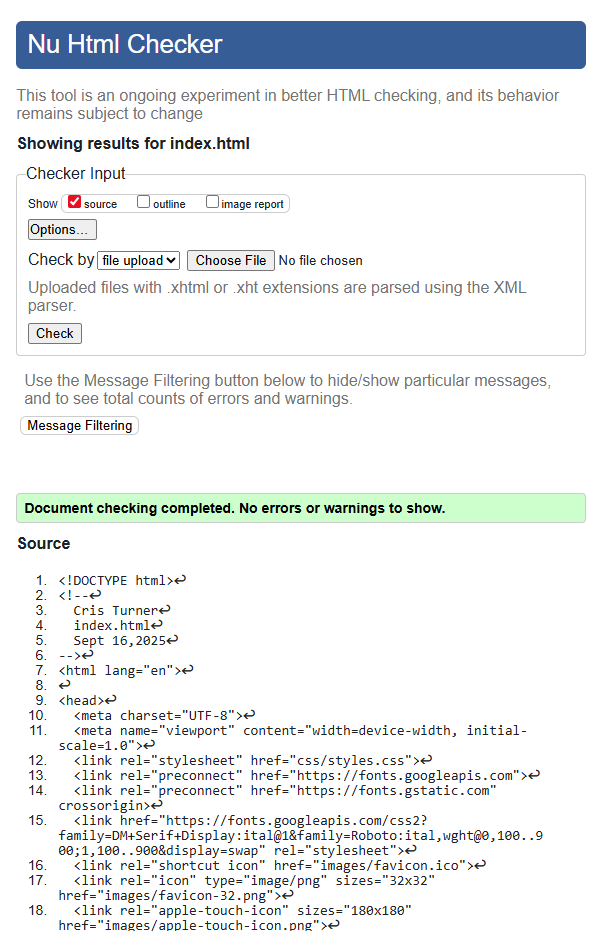 Nu Html Checker
This tool is an ongoing experiment in better HTML checking, and its behavior
remains subject to change
Showing results for index.html
Checker Input
Show source outline image report
Options...
Check by file upload Choose File No file chosen
Uploaded files with .xhtml or .xht extensions are parsed using the XML
parser.
Check
Use the Message Filtering button below to hide/show particular messages,
and to see total counts of errors and warnings.
Message Filtering
Document checking completed. No errors or warnings to show.
Source
1. <!DOCTYPE html>↩
2. <!--↩
3.   Cris Turner↩
4.   index.html↩
5.   Sept 16,2025↩
6. -->↩
7. <html lang="en">↩
8. ↩
9. <head>↩
10.   <meta charset="UTF-8">↩
11.   <meta name="viewport" content="width=device-width, initial-
scale=1.0">↩
12.   <link rel="stylesheet" href="css/styles.css">↩
13.   <link rel="preconnect" href="https://fonts.googleapis.com">↩
14.   <link rel="preconnect" href="https://fonts.gstatic.com"
crossorigin>↩
15.   <link href="https://fonts.googleapis.com/css2?
family=DM+Serif+Display:ital@1&family=Roboto:ital,wght@0,100..9
00;1,100..900&display=swap" rel="stylesheet">↩
16.   <link rel="shortcut icon" href="images/favicon.ico">↩
17.   <link rel="icon" type="image/png" sizes="32x32"
href="images/favicon-32.png">↩
18.   <link rel="apple-touch-icon" sizes="180x180"
href="images/apple-touch-icon.png">↩